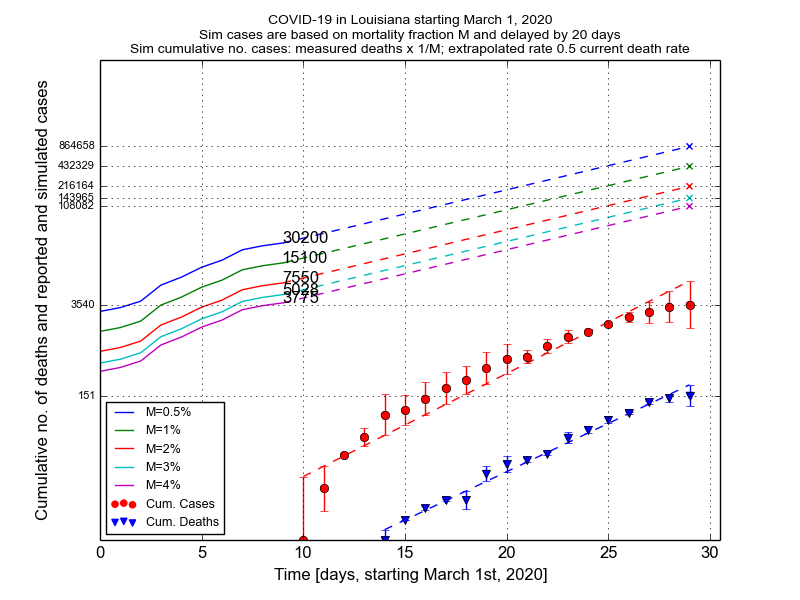 COVID-19 in Louisiana starting March 1, 2020
Sim cases are based on mortality fraction M and delayed by 20 days
Sim cumulative no. of cases: measured deaths x 1/M; extrapolated rate 0.5 current death rate
Cumulative no. of deaths and reported and simulated cases
864658
432329
216164
143965
108082
3540
151
30200
15100
7550
5028
3775
M=0.5%
M=1%
M=2%
M=3%
M=4%
Cum. Cases
Cum. Deaths
0 5 10 15 20 25 30
Time [days, starting March 1st, 2020]